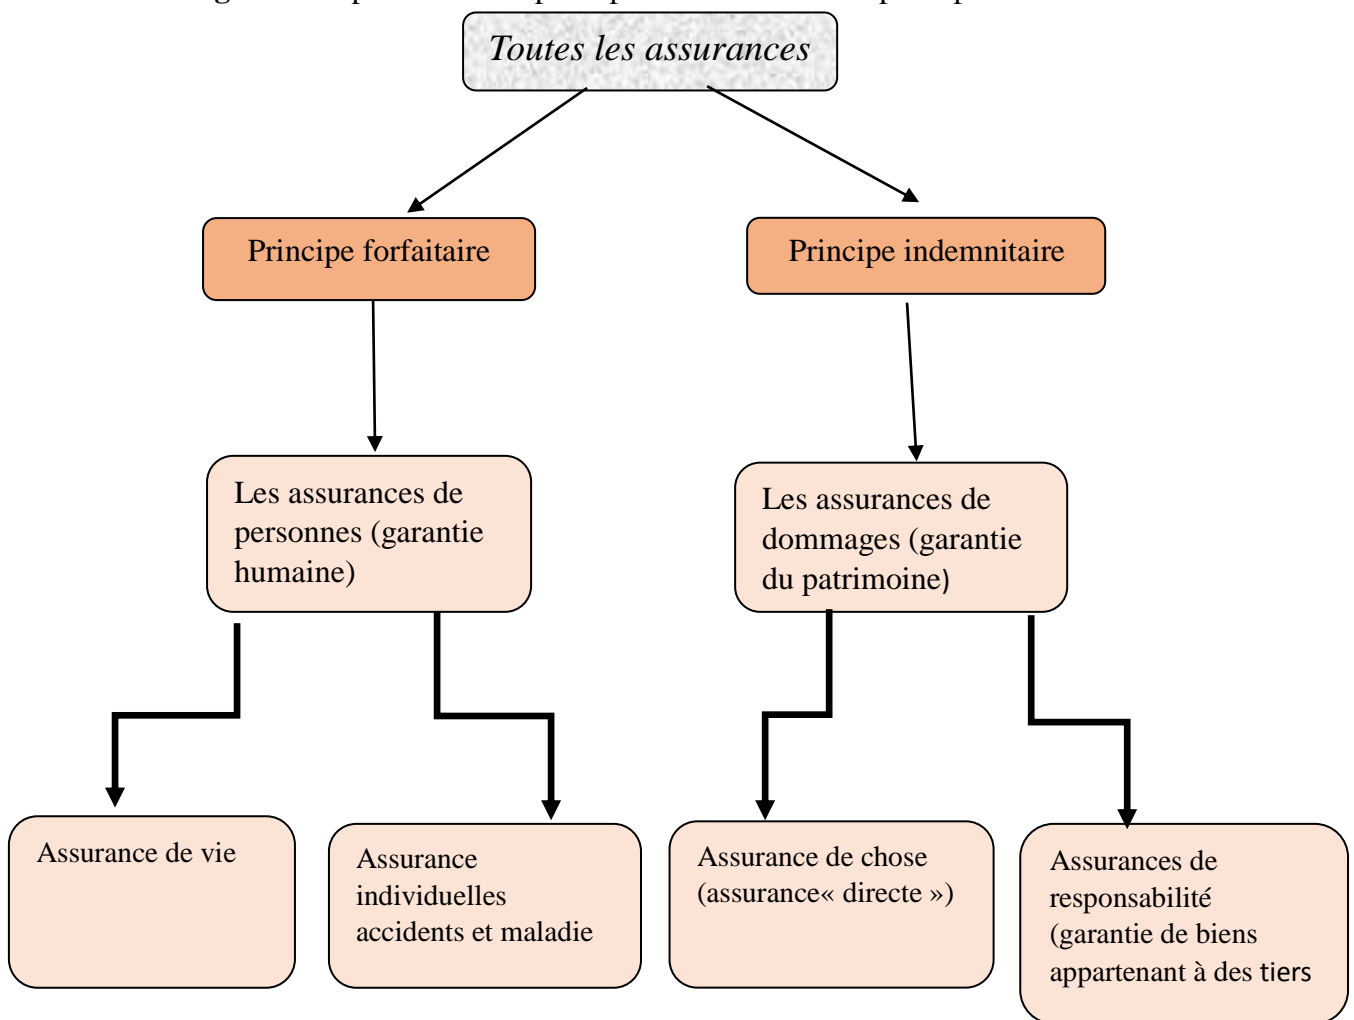 Toutes les assurances
Principe forfaitaire
Principe indemnitaire
Les assurances de
personnes (garantie
humaine)
Les assurances de
dommages (garantie
du patrimoine)
Assurance de vie
Assurance
individuelles
accidents et maladie
Assurance de chose
(assurance« directe »)
Assurances de
responsabilité
(garantie de biens
appartenant à des tiers